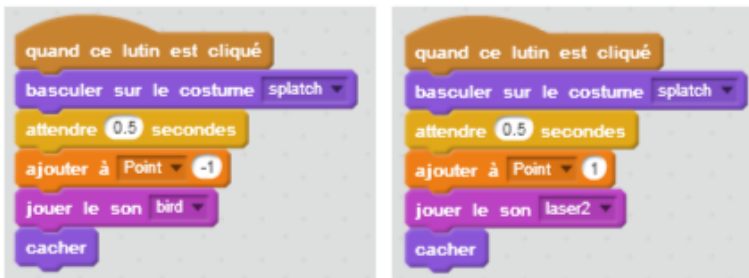 quand ce lutin est cliqué
basculer sur le costume splatch
attendre 0.5 secondes
ajouter à Point -1
jouer le son bird
cacher
quand ce lutin est cliqué
basculer sur le costume splatch
attendre 0.5 secondes
ajouter à Point 1
jouer le son laser2
cacher